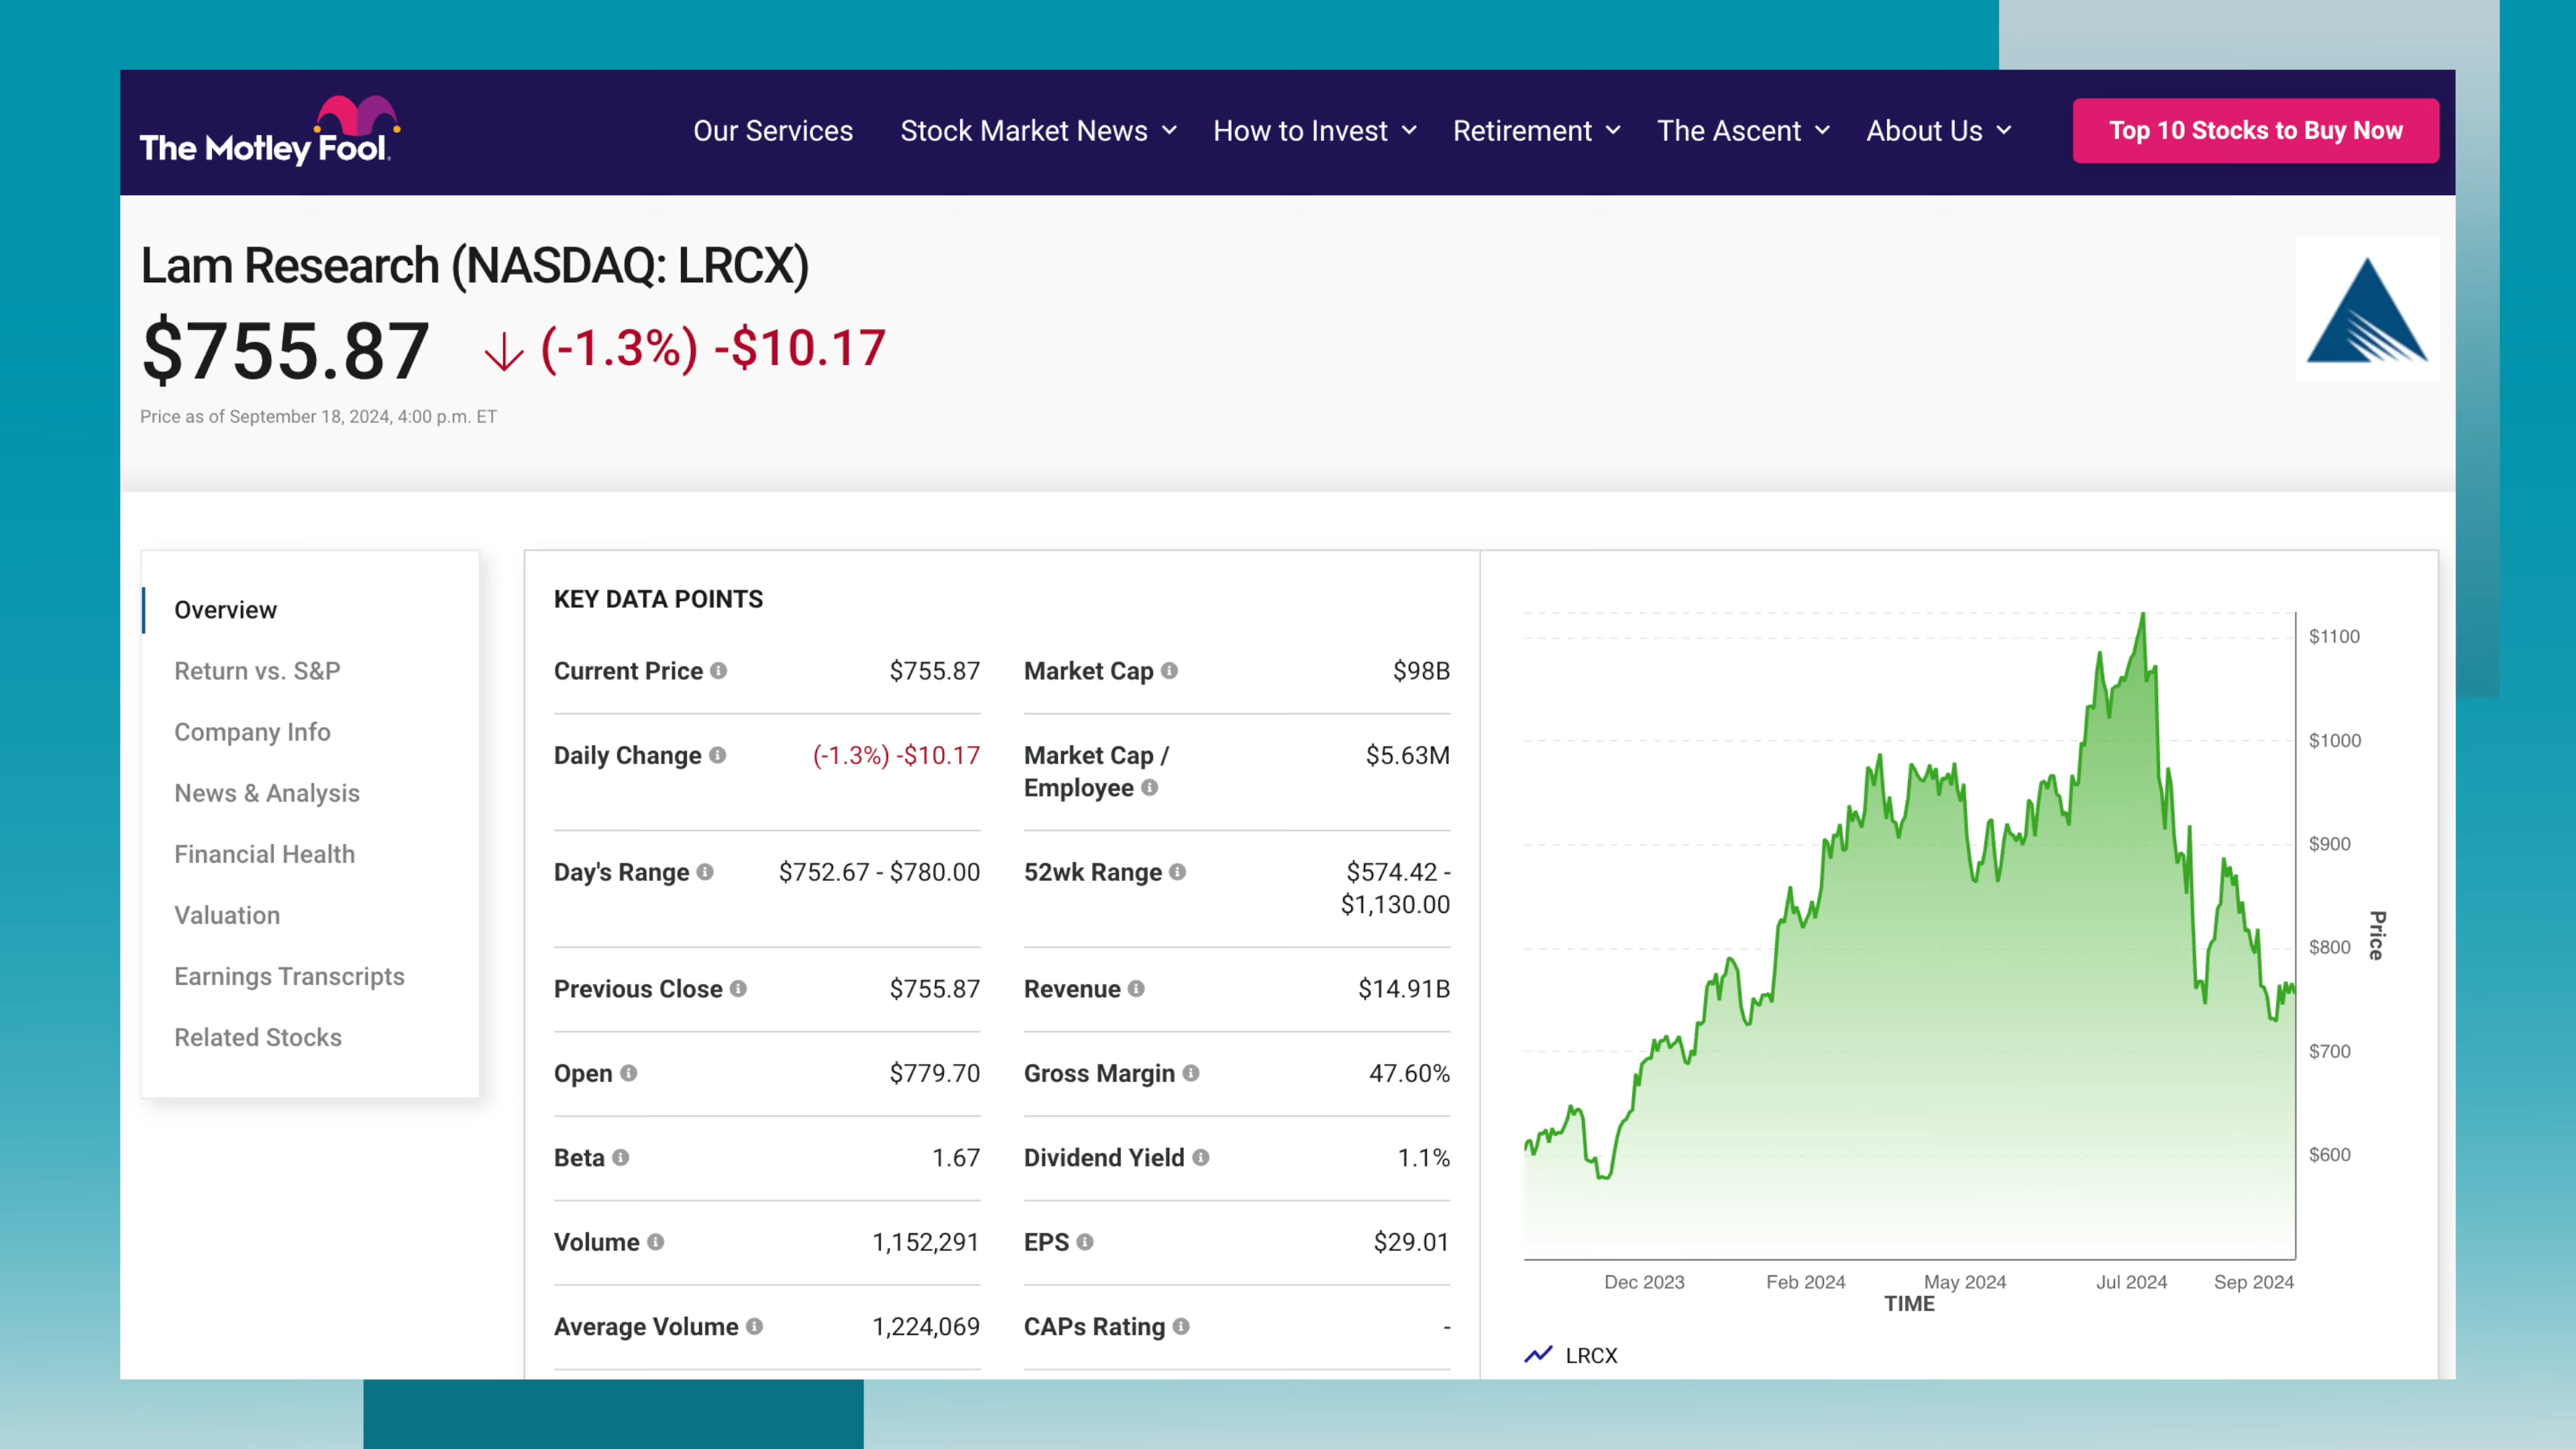 The Motley Fool.
Our Services
Stock Market News
How to Invest
Retirement
The Ascent
About Us
Top 10 Stocks to Buy Now
Lam Research (NASDAQ: LRCX)
$755.87
(-1.3%) -$10.17
Price as of September 18, 2024, 4:00 p.m. ET
Overview
Return vs. S&P
Company Info
News & Analysis
Financial Health
Valuation
Earnings Transcripts
Related Stocks
KEY DATA POINTS
Current Price $755.87
Daily Change (-1.3%) -$10.17
Day's Range $752.67 - $780.00
Previous Close $755.87
Open $779.70
Beta 1.67
Volume 1,152,291
Average Volume 1,224,069
Market Cap $98B
Market Cap / $5.63M
Employee
52wk Range $574.42 -
$1,130.00
Revenue $14.91B
Gross Margin 47.60%
Dividend Yield 1.1%
EPS $29.01
CAPs Rating -
$1100
$1000
$900
$800
$700
$600
Price
Dec 2023
Feb 2024
May 2024
Jul 2024
Sep 2024
TIME
LRCX